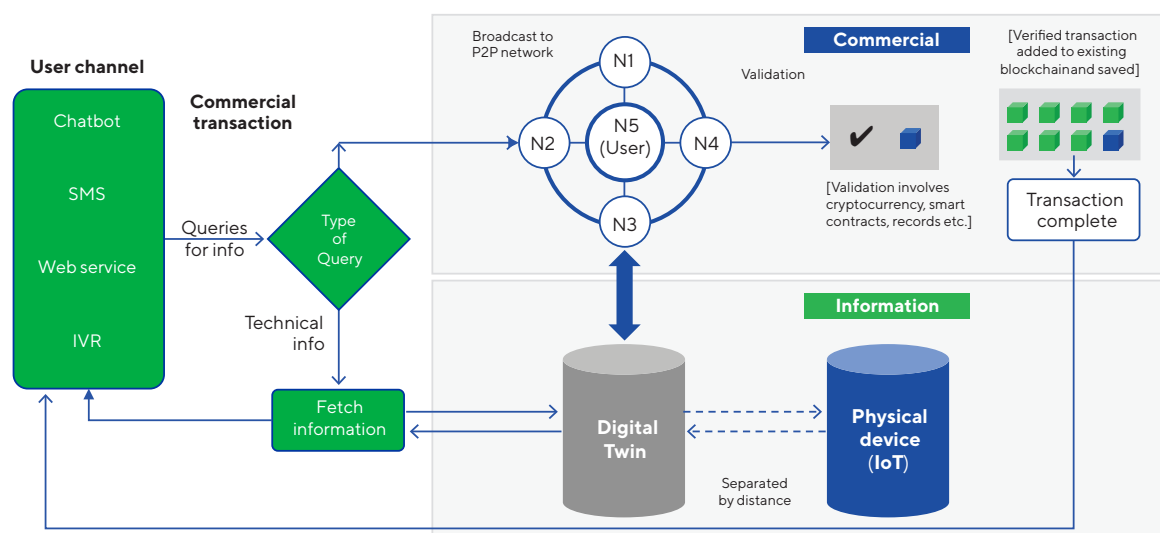 User channel
Chatbot
SMS
Web service
IVR
Commercial
transaction
Queries
for info
Type
of
Query
Technical
info
Fetch
information
Broadcast to
P2P network
N1
N2
N5
(User)
N4
N3
Commercial
Validation
[Validation involves
cryptocurrency, smart
contracts, records etc.]
[Verified transaction
added to existing
blockchain and saved]
Transaction
complete
Information
Digital
Twin
Separated
by distance
Physical
device
(IoT)